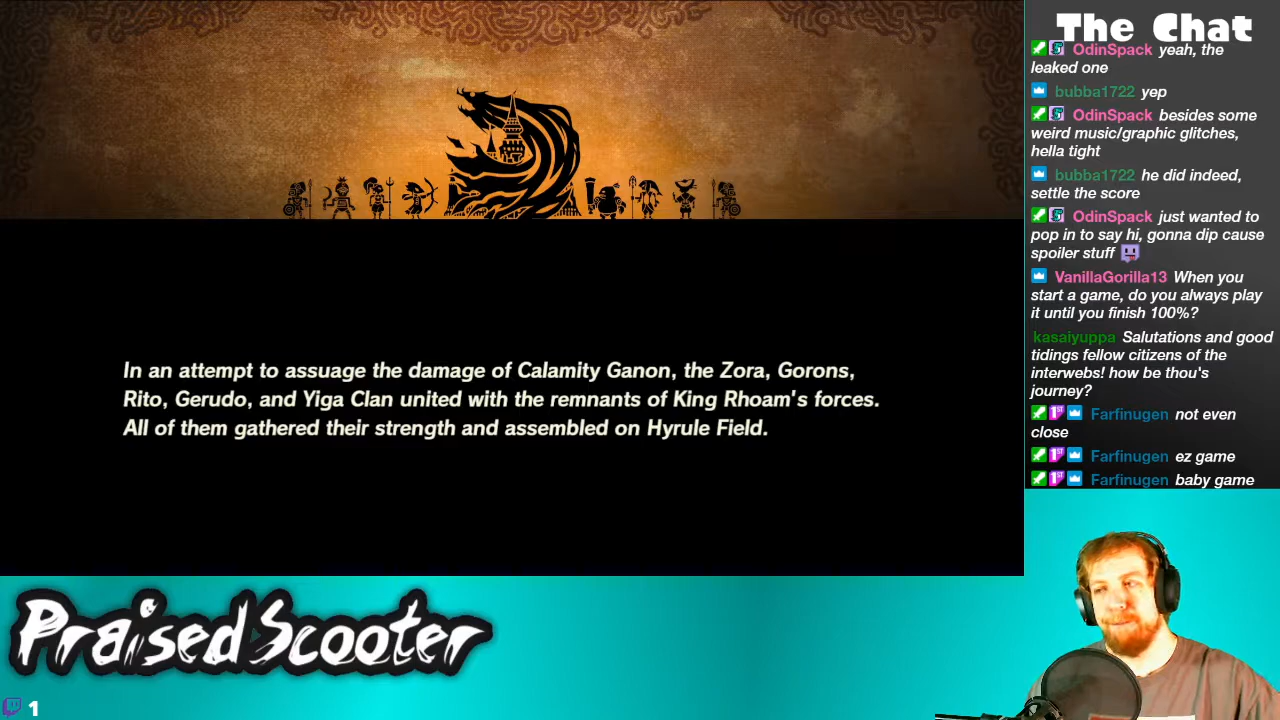 In an attempt to assuage the damage of Calamity Ganon, the Zora, Gorons,
Rito, Gerudo, and Yiga Clan united with the remnants of King Rhoam's forces.
All of them gathered their strength and assembled on Hyrule Field.
The Chat
OdinSpack yeah, the
leaked one
bubba1722 yep
OdinSpack besides some
weird music/graphic glitches,
hella tight
bubba1722 he did indeed,
settle the score
OdinSpack just wanted to
pop in to say hi, gonna dip cause
spoiler stuff
VanillaGorilla13 When you
start a game, do you always play
it until you finish 100%?
kasaiyuppa Salutations and good
tidings fellow citizens of the
interwebs! how be thou's
journey?
1ST Farfinugen not even
close
1ST Farfinugen ez game
1ST Farfinugen baby game
PraisedScooter
1